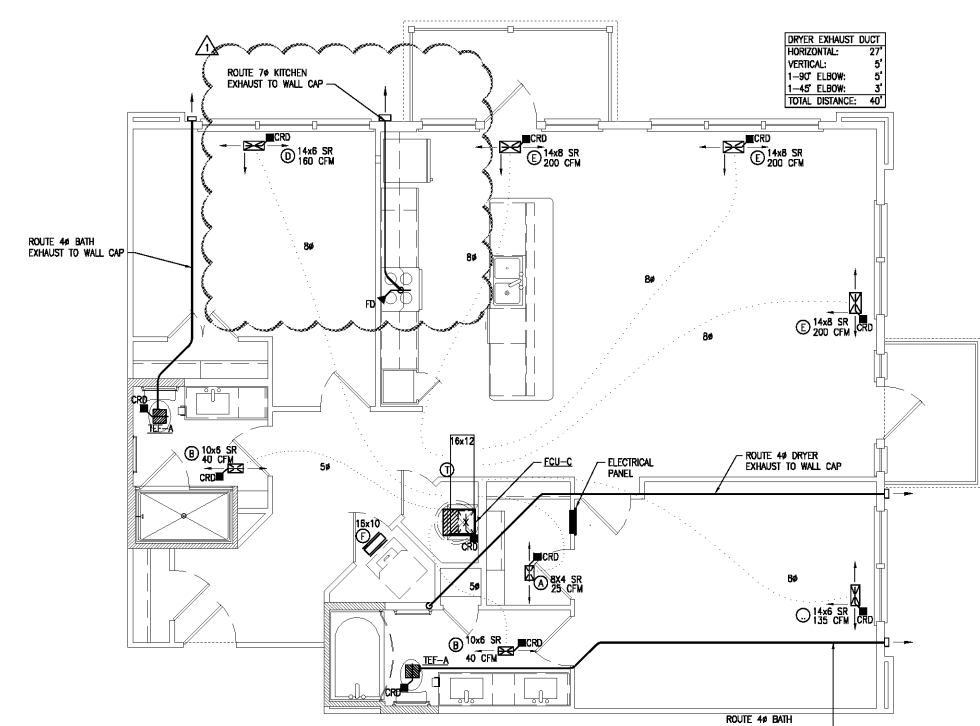 1
ROUTE 7ø KITCHEN
EXHAUST TO WALL CAP
DRYER EXHAUST DUCT
HORIZONTAL: 27'
VERTICAL: 5'
1-90° ELBOW: 5'
1-45° ELBOW: 3'
TOTAL DISTANCE: 40'
CRD
D 14x6 SR
160 CFM
CRD
E 14x8 SR
200 CFM
CRD
E 14x8 SR
200 CFM
ROUTE 4ø BATH
EXHAUST TO WALL CAP
8ø
8ø
8ø
FD
E 14x8 SR
200 CFM
CRD
8ø
CRD
TEF-A
B 10x6 SR
40 CFM
CRD
5ø
16x12
T
FCU-C
ELECTRICAL
PANEL
ROUTE 4ø DRYER
EXHAUST TO WALL CAP
16x10
F
CRD
CRD
A 8X4 SR
25 CFM
5ø
8ø
14x6 SR
135 CFM
CRD
B 10x6 SR
40 CFM
CRD
TEF-A
CRD
ROUTE 4ø BATH